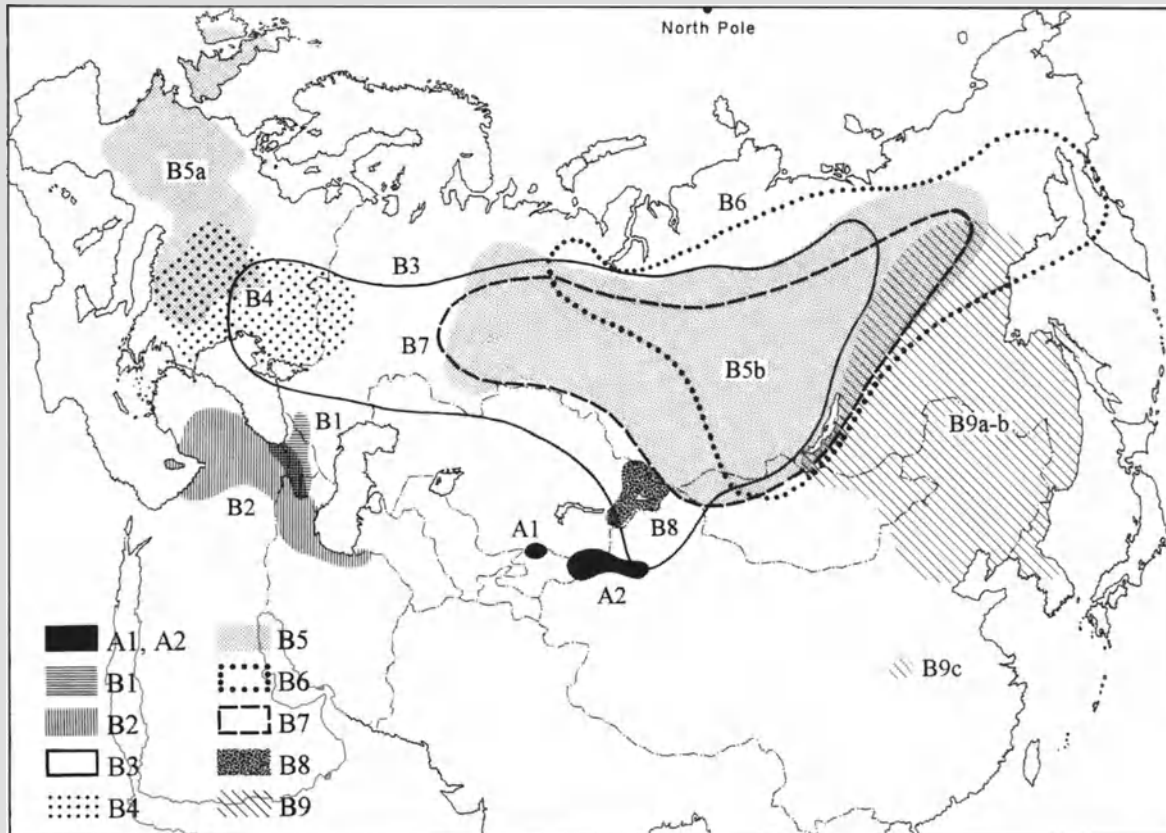 North Pole
B5a
B6
B3
B4
B7
B5b
B1
B9a-b
B2
A1
B8
A2
B9c
A1, A2
B1
B2
B3
B4
B5
B6
B7
B8
B9